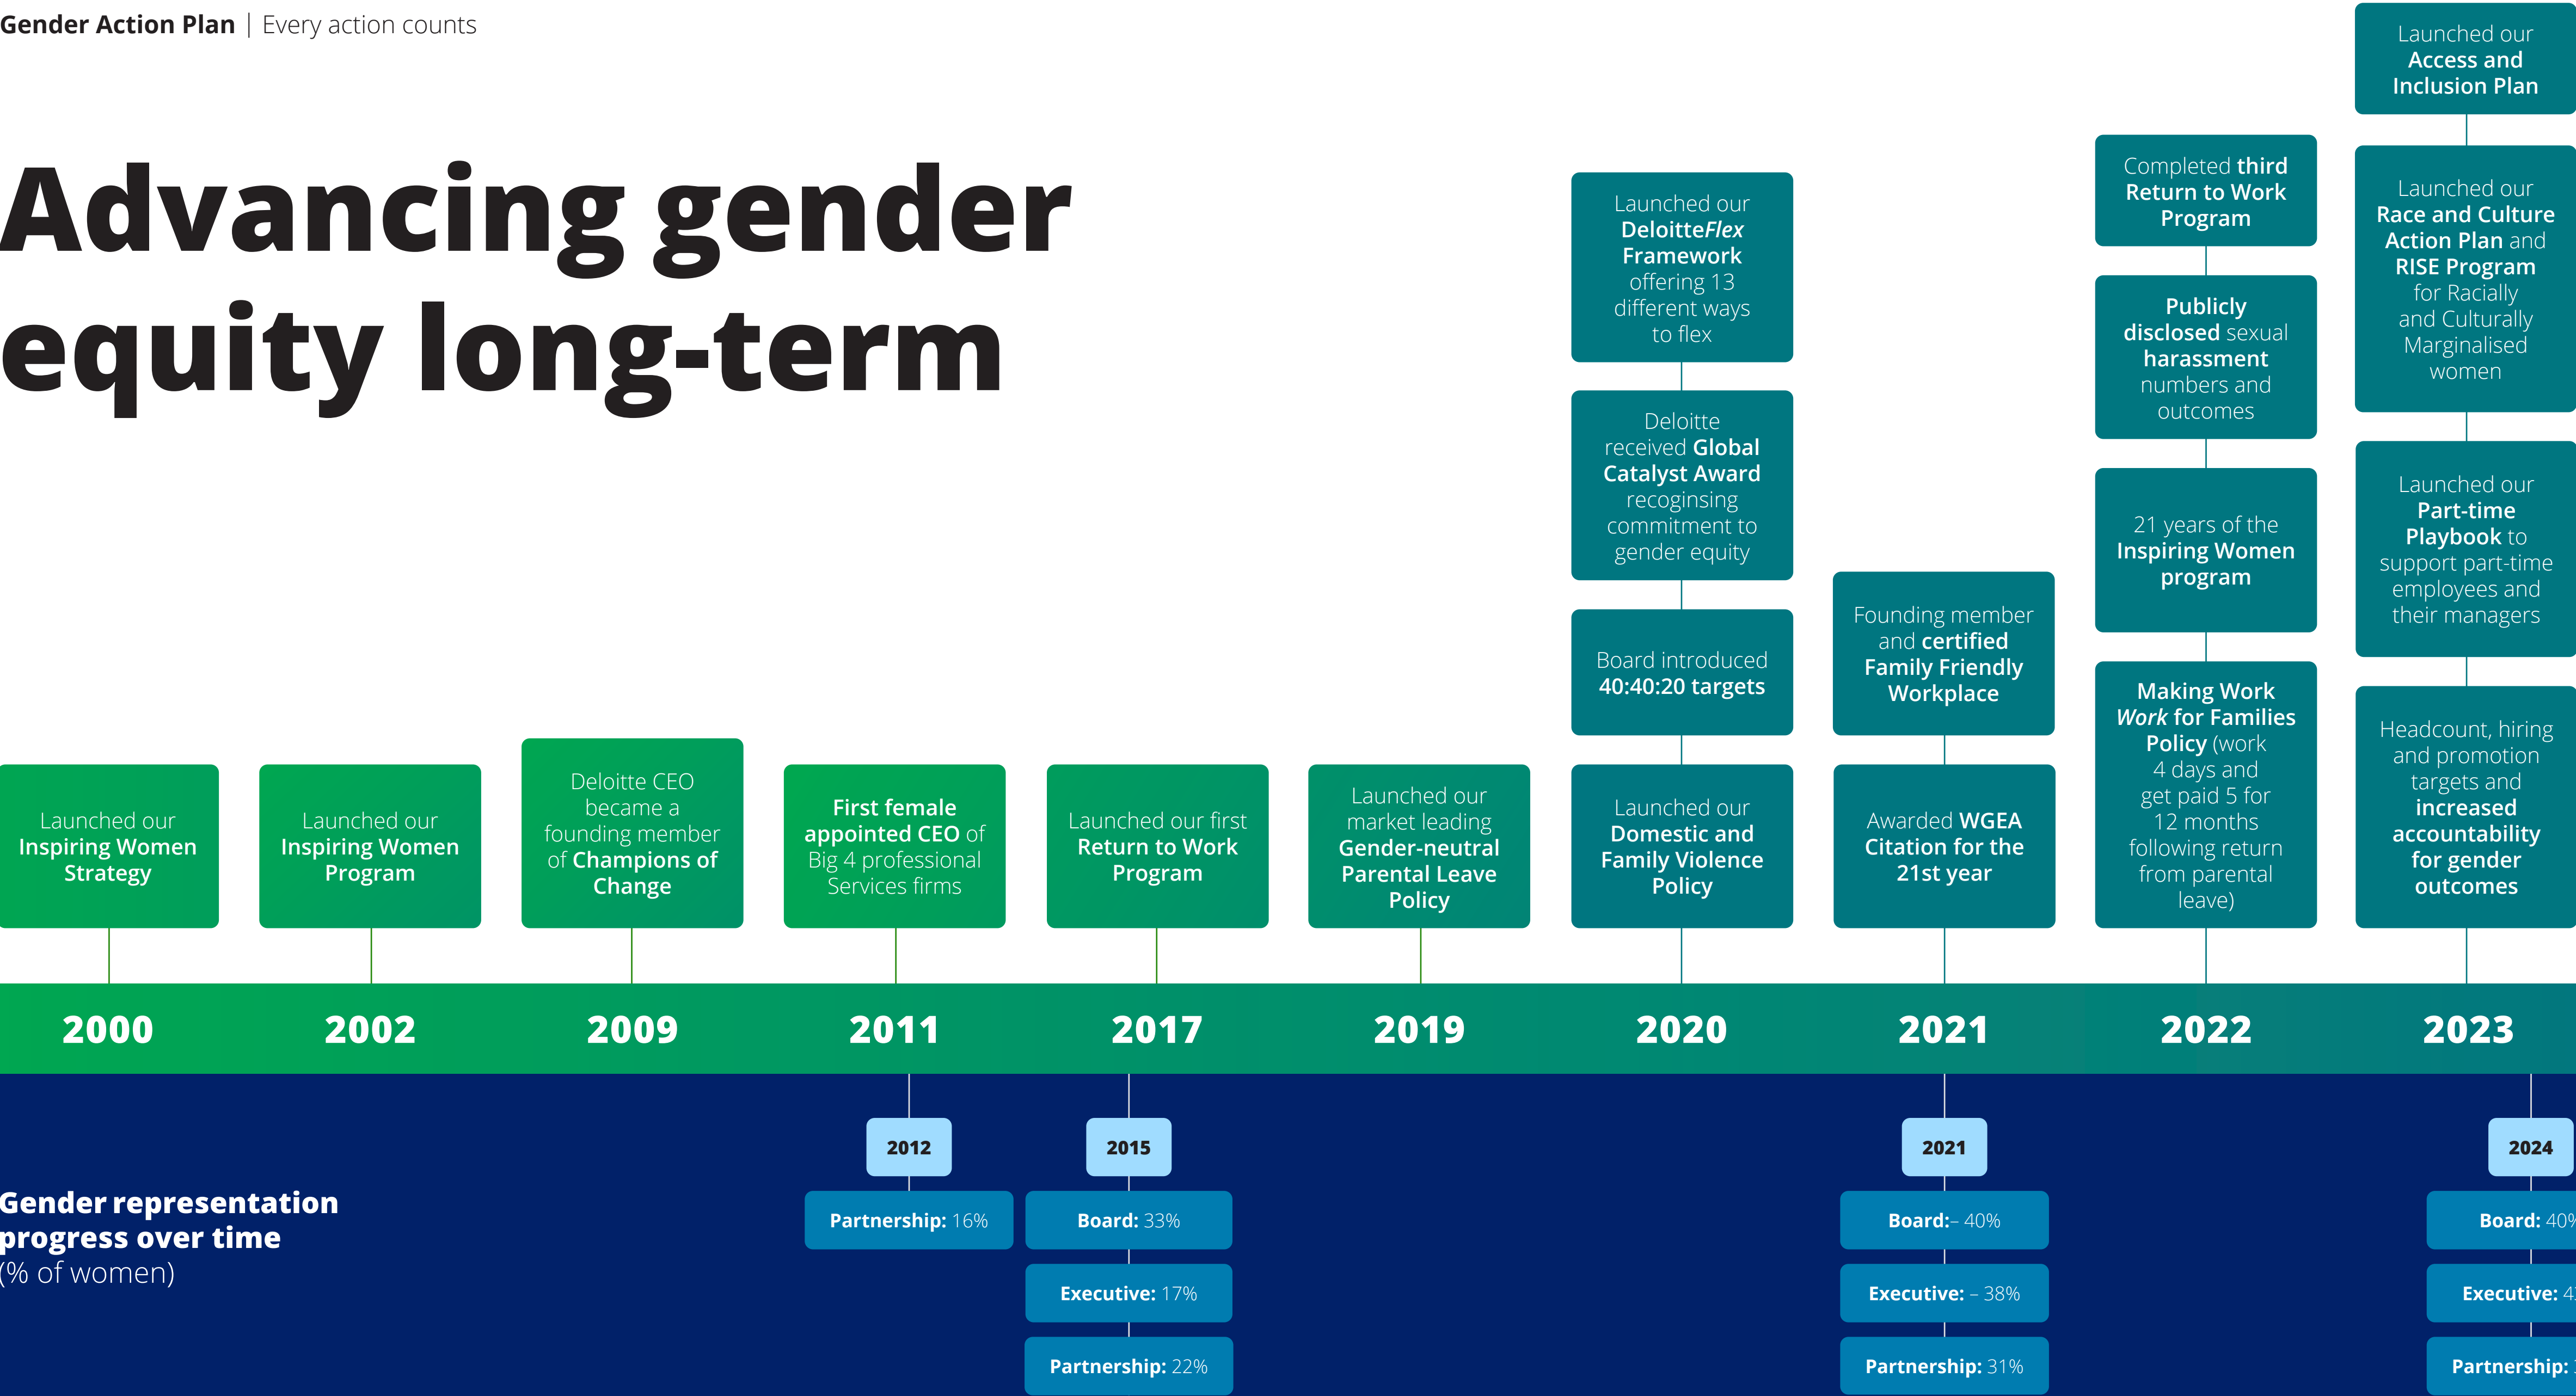 Gender Action Plan | Every action counts
Advancing gender
equity long-term
Launched our
Inspiring Women
Strategy
Launched our
Inspiring Women
Program
Deloitte CEO
became a
founding member
of Champions of
Change
First female
appointed CEO of
Big 4 professional
Services firms
Launched our first
Return to Work
Program
Launched our
market leading
Gender-neutral
Parental Leave
Policy
Launched our
DeloitteFlex
Framework
offering 13
different ways
to flex
Deloitte
received Global
Catalyst Award
recoginsing
commitment to
gender equity
Board introduced
40:40:20 targets
Launched our
Domestic and
Family Violence
Policy
Founding member
and certified
Family Friendly
Workplace
Awarded WGEA
Citation for the
21st year
Completed third
Return to Work
Program
Publicly
disclosed sexual
harassment
numbers and
outcomes
21 years of the
Inspiring Women
program
Making Work
Work for Families
Policy (work
4 days and
get paid 5 for
12 months
following return
from parental
leave)
Launched our
Access and
Inclusion Plan
Launched our
Race and Culture
Action Plan and
RISE Program
for Racially
and Culturally
Marginalised
women
Launched our
Part-time
Playbook to
support part-time
employees and
their managers
Headcount, hiring
and promotion
targets and
increased
accountability
for gender
outcomes
2000
2002
2009
2011
2017
2019
2020
2021
2022
2023
Gender representation
progress over time
(% of women)
2012
Partnership: 16%
2015
Board: 33%
Executive: 17%
Partnership: 22%
2021
Board:– 40%
Executive: – 38%
Partnership: 31%
2024
Board: 40%
Executive:
Partnership: